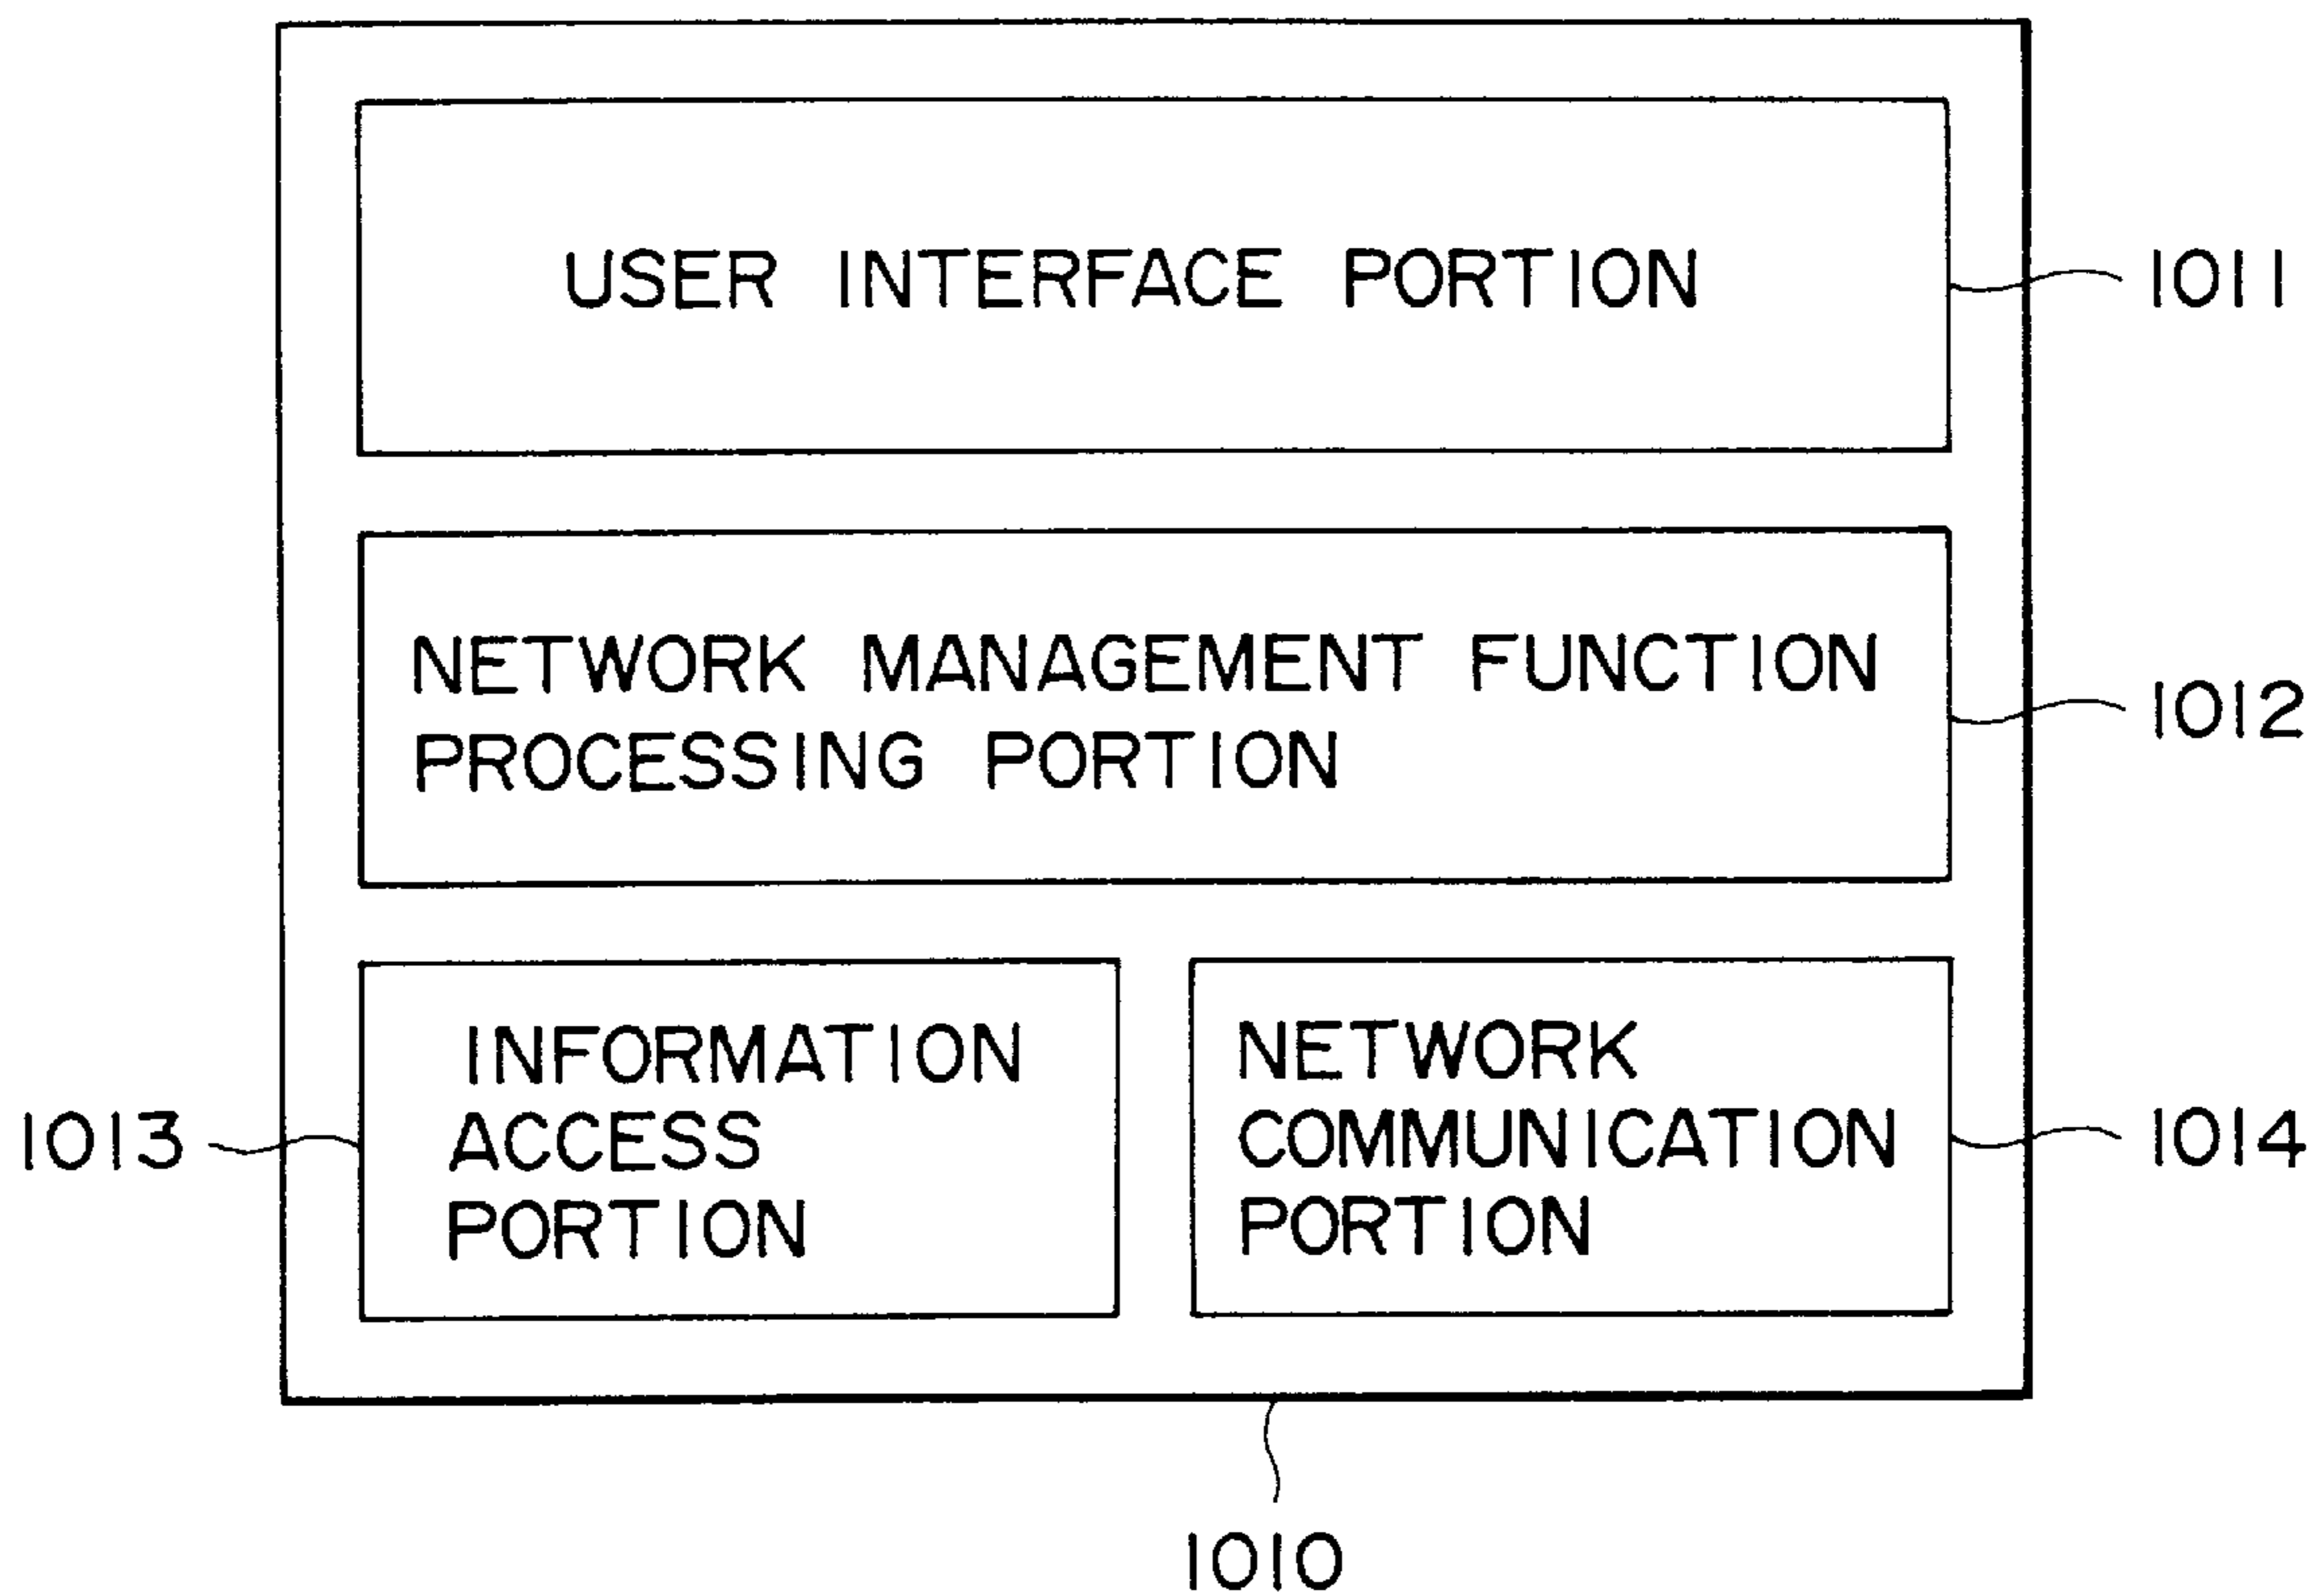 USER INTERFACE PORTION
1011
NETWORK MANAGEMENT FUNCTION
PROCESSING PORTION
1012
INFORMATION
ACCESS
PORTION
1013
NETWORK
COMMUNICATION
PORTION
1014
1010